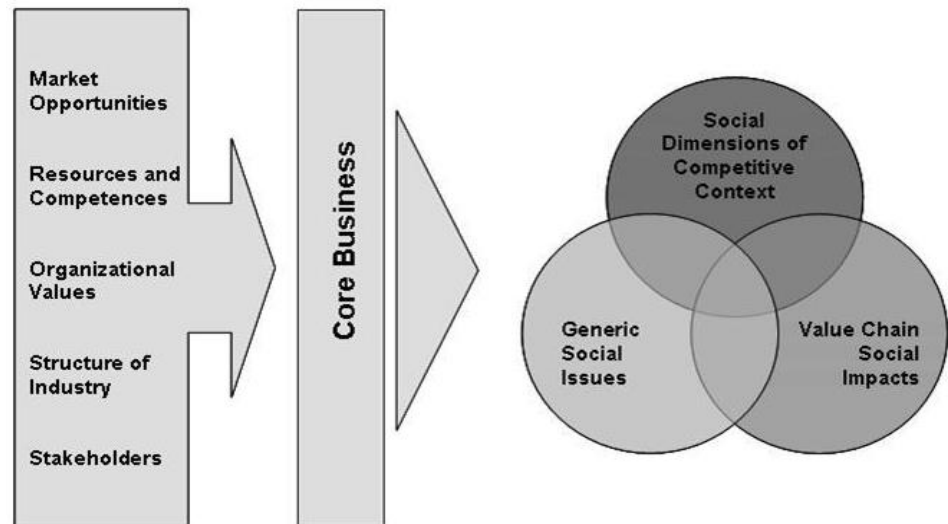 Market
Opportunities
Resources and
Competences
Organizational
Values
Structure of
Industry
Stakeholders
Core Business
Social
Dimensions of
Competitive
Context
Generic
Social
Issues
Value Chain
Social
Impacts